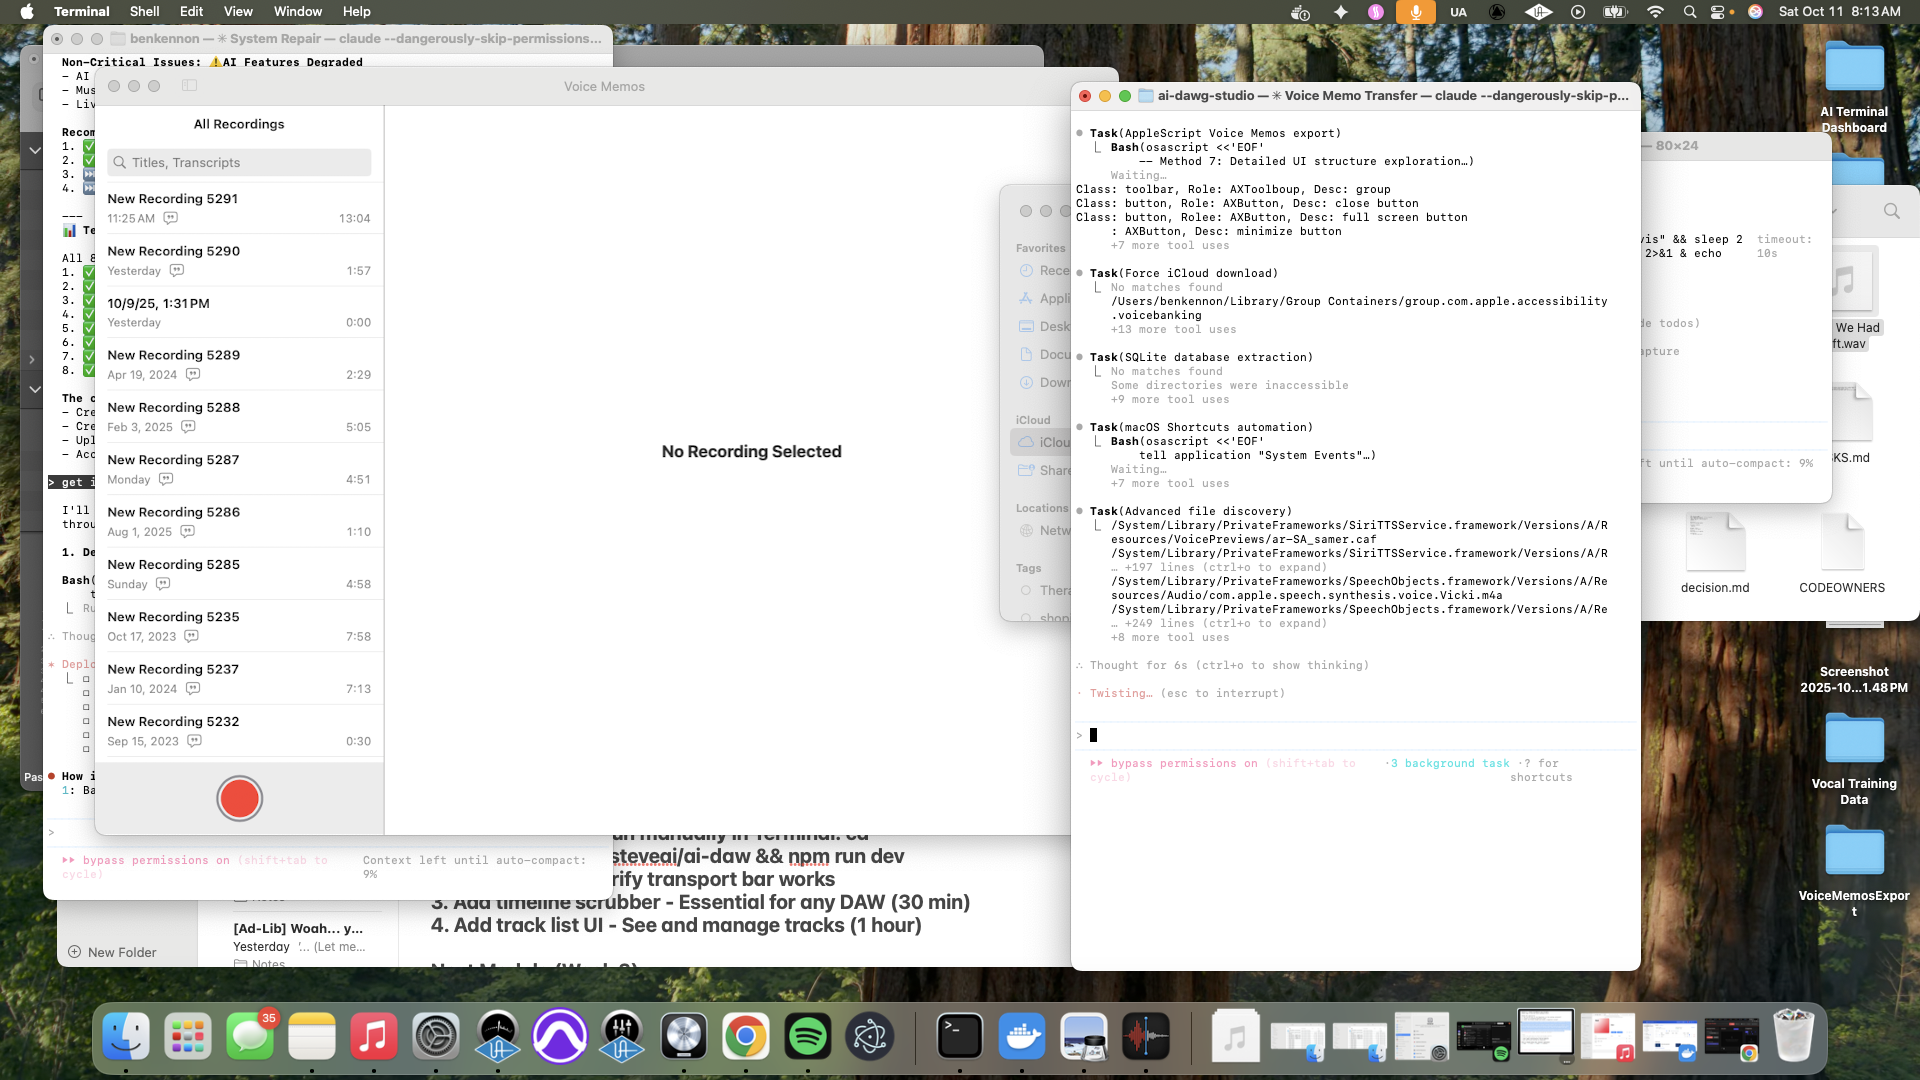 Terminal Shell Edit View Window Help
UA
Sat Oct 11 8:13 AM
benkennon — ✳ System Repair — claude --dangerously-skip-permissions...
Non-Critical Issues: ⚠️AI Features Degraded
- AI
- Mus
- Liv
Recom
1. ✅
2. ✅
3. ⏭
4. ⏭
---
📊 Te
All 8
1. ✅
2. ✅
3. ✅
4. ✅
5. ✅
6. ✅
7. ✅
8. ✅
The c
- Cre
- Cre
- Upl
- Acc
> get i
I'll
throu
1. De
Bash(
t
Ru
∴ Thoug
✶ Deplo
Pas
How i
1: Ba
>
⏵⏵ bypass permissions on (shift+tab to cycle)
Context left until auto-compact: 9%
Voice Memos
All Recordings
Titles, Transcripts
New Recording 5291
11:25 AM 13:04
New Recording 5290
Yesterday 1:57
10/9/25, 1:31 PM
Yesterday 0:00
New Recording 5289
Apr 19, 2024 2:29
New Recording 5288
Feb 3, 2025 5:05
New Recording 5287
Monday 4:51
New Recording 5286
Aug 1, 2025 1:10
New Recording 5285
Sunday 4:58
New Recording 5235
Oct 17, 2023 7:58
New Recording 5237
Jan 10, 2024 7:13
New Recording 5232
Sep 15, 2023 0:30
No Recording Selected
un manually in Terminal: cd
steveai/ai-daw && npm run dev
rify transport bar works
3. Add timeline scrubber - Essential for any DAW (30 min)
4. Add track list UI - See and manage tracks (1 hour)
Notes
[Ad-Lib] Woah... y...
Yesterday '... (Let me...
Notes
New Folder
Favorites
Rece
Appli
Desk
Docu
Down
iCloud
iClou
Share
Locations
Netw
Tags
Thera
shop
ai-dawg-studio — ✳ Voice Memo Transfer — claude --dangerously-skip-p...
Task(AppleScript Voice Memos export)
Bash(osascript <<'EOF'
-- Method 7: Detailed UI structure exploration…)
Waiting…
Class: toolbar, Role: AXToolboup, Desc: group
Class: button, Role: AXButton, Desc: close button
Class: button, Rolee: AXButton, Desc: full screen button
: AXButton, Desc: minimize button
+7 more tool uses
Task(Force iCloud download)
No matches found
/Users/benkennon/Library/Group Containers/group.com.apple.accessibility
.voicebanking
+13 more tool uses
Task(SQLite database extraction)
No matches found
Some directories were inaccessible
+9 more tool uses
Task(macOS Shortcuts automation)
Bash(osascript <<'EOF'
tell application "System Events"…)
Waiting…
+7 more tool uses
Task(Advanced file discovery)
/System/Library/PrivateFrameworks/SiriTTSService.framework/Versions/A/R
esources/VoicePreviews/ar-SA_samer.caf
/System/Library/PrivateFrameworks/SiriTTSService.framework/Versions/A/R
… +197 lines (ctrl+o to expand)
/System/Library/PrivateFrameworks/SpeechObjects.framework/Versions/A/Re
sources/Audio/com.apple.speech.synthesis.voice.Vicki.m4a
/System/Library/PrivateFrameworks/SpeechObjects.framework/Versions/A/Re
… +249 lines (ctrl+o to expand)
+8 more tool uses
∴ Thought for 6s (ctrl+o to show thinking)
· Twisting… (esc to interrupt)
>
⏵⏵ bypass permissions on (shift+tab to cycle)
·3 background task ·? for shortcuts
— 80×24
vis" && sleep 2 timeout:
2>&1 & echo 10s
de todos)
apture
ft until auto-compact: 9%
We Had
ft.wav
KS.md
decision.md
CODEOWNERS
AI Terminal
Dashboard
Screenshot
2025-10...1.48 PM
Vocal Training
Data
VoiceMemosExpor
t
35